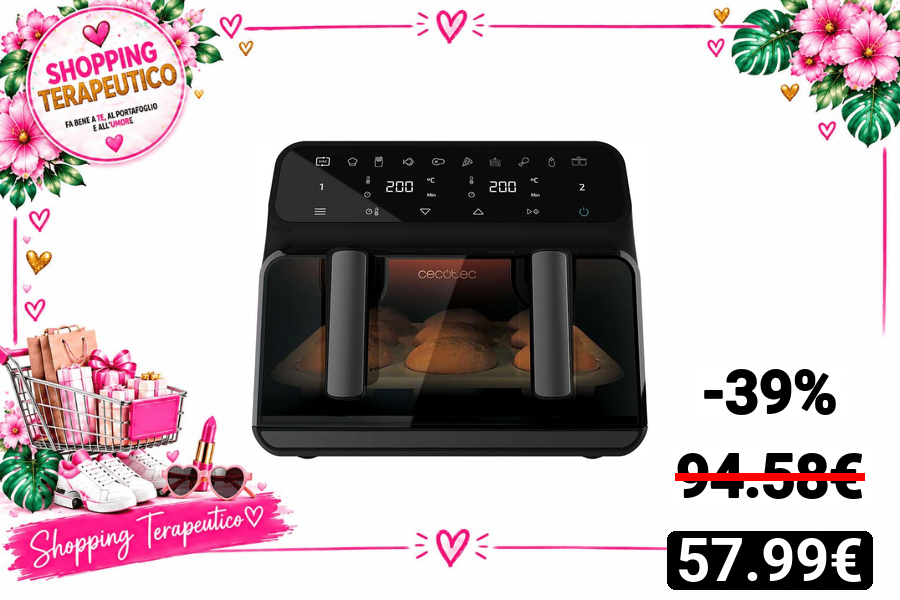 SHOPPING
TERAPEUTICO
FA BENE A TE, AL PORTAFOGLIO
E ALL'UMORE
1
200
°C
Min
200
°C
Min
2
cecotec
-39%
94.58€
57.99€
Shopping Terapeutico